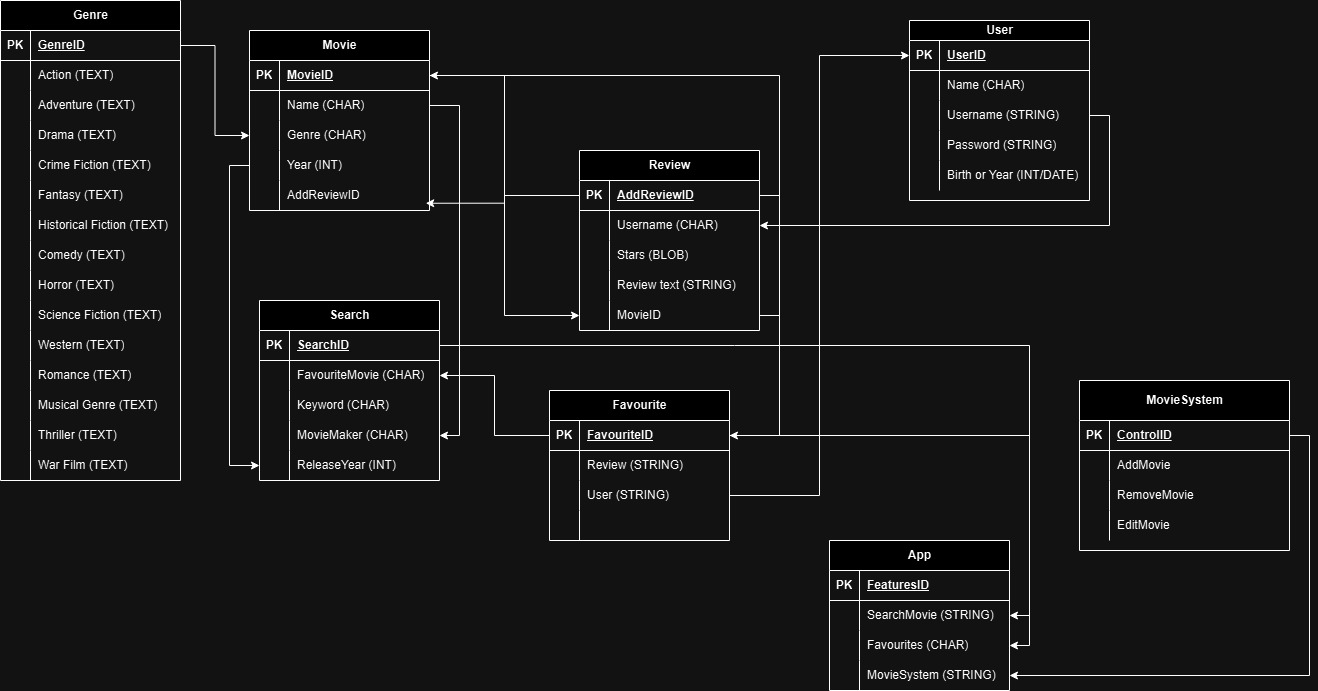 Genre
PK GenreID
Action (TEXT)
Adventure (TEXT)
Drama (TEXT)
Crime Fiction (TEXT)
Fantasy (TEXT)
Historical Fiction (TEXT)
Comedy (TEXT)
Horror (TEXT)
Science Fiction (TEXT)
Western (TEXT)
Romance (TEXT)
Musical Genre (TEXT)
Thriller (TEXT)
War Film (TEXT)
Movie
PK MovieID
Name (CHAR)
Genre (CHAR)
Year (INT)
AddReviewID
Search
PK SearchID
FavouriteMovie (CHAR)
Keyword (CHAR)
MovieMaker (CHAR)
ReleaseYear (INT)
Review
PK AddReviewID
Username (CHAR)
Stars (BLOB)
Review text (STRING)
MovieID
Favourite
PK FavouriteID
Review (STRING)
User (STRING)
User
PK UserID
Name (CHAR)
Username (STRING)
Password (STRING)
Birth or Year (INT/DATE)
App
PK FeaturesID
SearchMovie (STRING)
Favourites (CHAR)
MovieSystem (STRING)
MovieSystem
PK ControlID
AddMovie
RemoveMovie
EditMovie